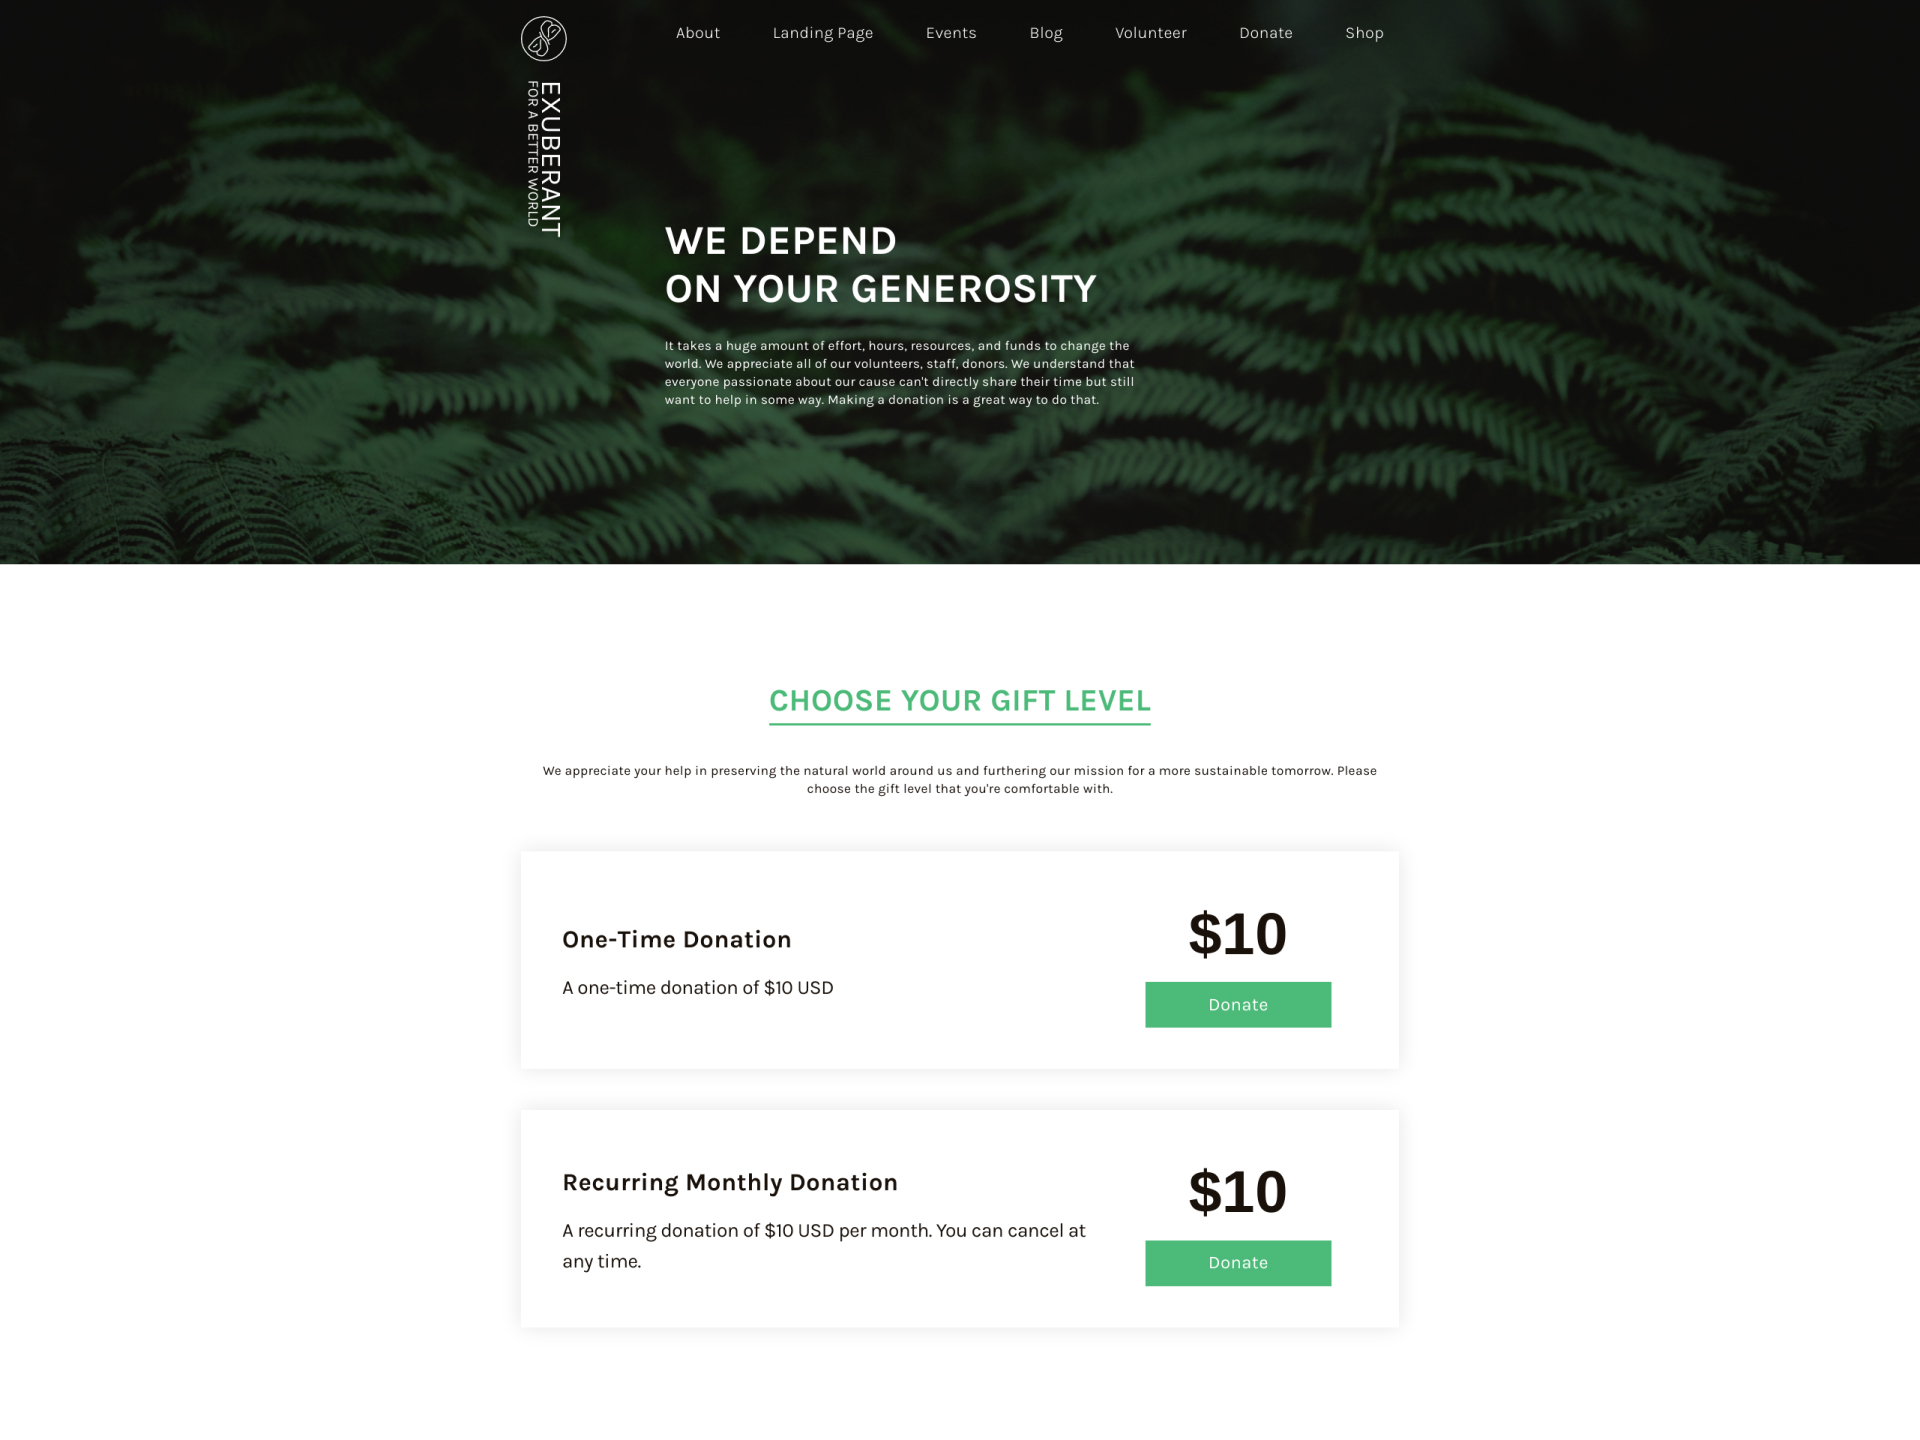 About
Landing Page
Events
Blog
Volunteer
Donate
Shop
EXUBERANT
FOR A BETTER WORLD
WE DEPEND
ON YOUR GENEROSITY
It takes a huge amount of effort, hours, resources, and funds to change the
world. We appreciate all of our volunteers, staff, donors. We understand that
everyone passionate about our cause can't directly share their time but still
want to help in some way. Making a donation is a great way to do that.
CHOOSE YOUR GIFT LEVEL
We appreciate your help in preserving the natural world around us and furthering our mission for a more sustainable tomorrow. Please
choose the gift level that you're comfortable with.
One-Time Donation
A one-time donation of $10 USD
$10
Donate
Recurring Monthly Donation
A recurring donation of $10 USD per month. You can cancel at
any time.
$10
Donate